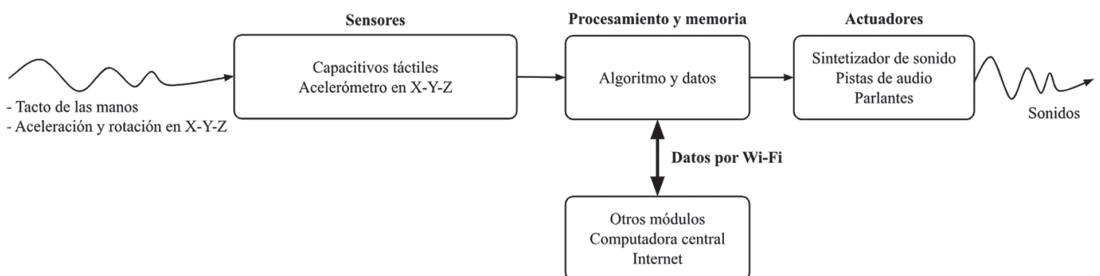 Sensores
Procesamiento y memoria
Actuadores
- Tacto de las manos
- Aceleración y rotación en X-Y-Z
Capacitivos táctiles
Acelerómetro en X-Y-Z
Algoritmo y datos
Sintetizador de sonido
Pistas de audio
Parlantes
Sonidos
Datos por Wi-Fi
Otros módulos
Computadora central
Internet